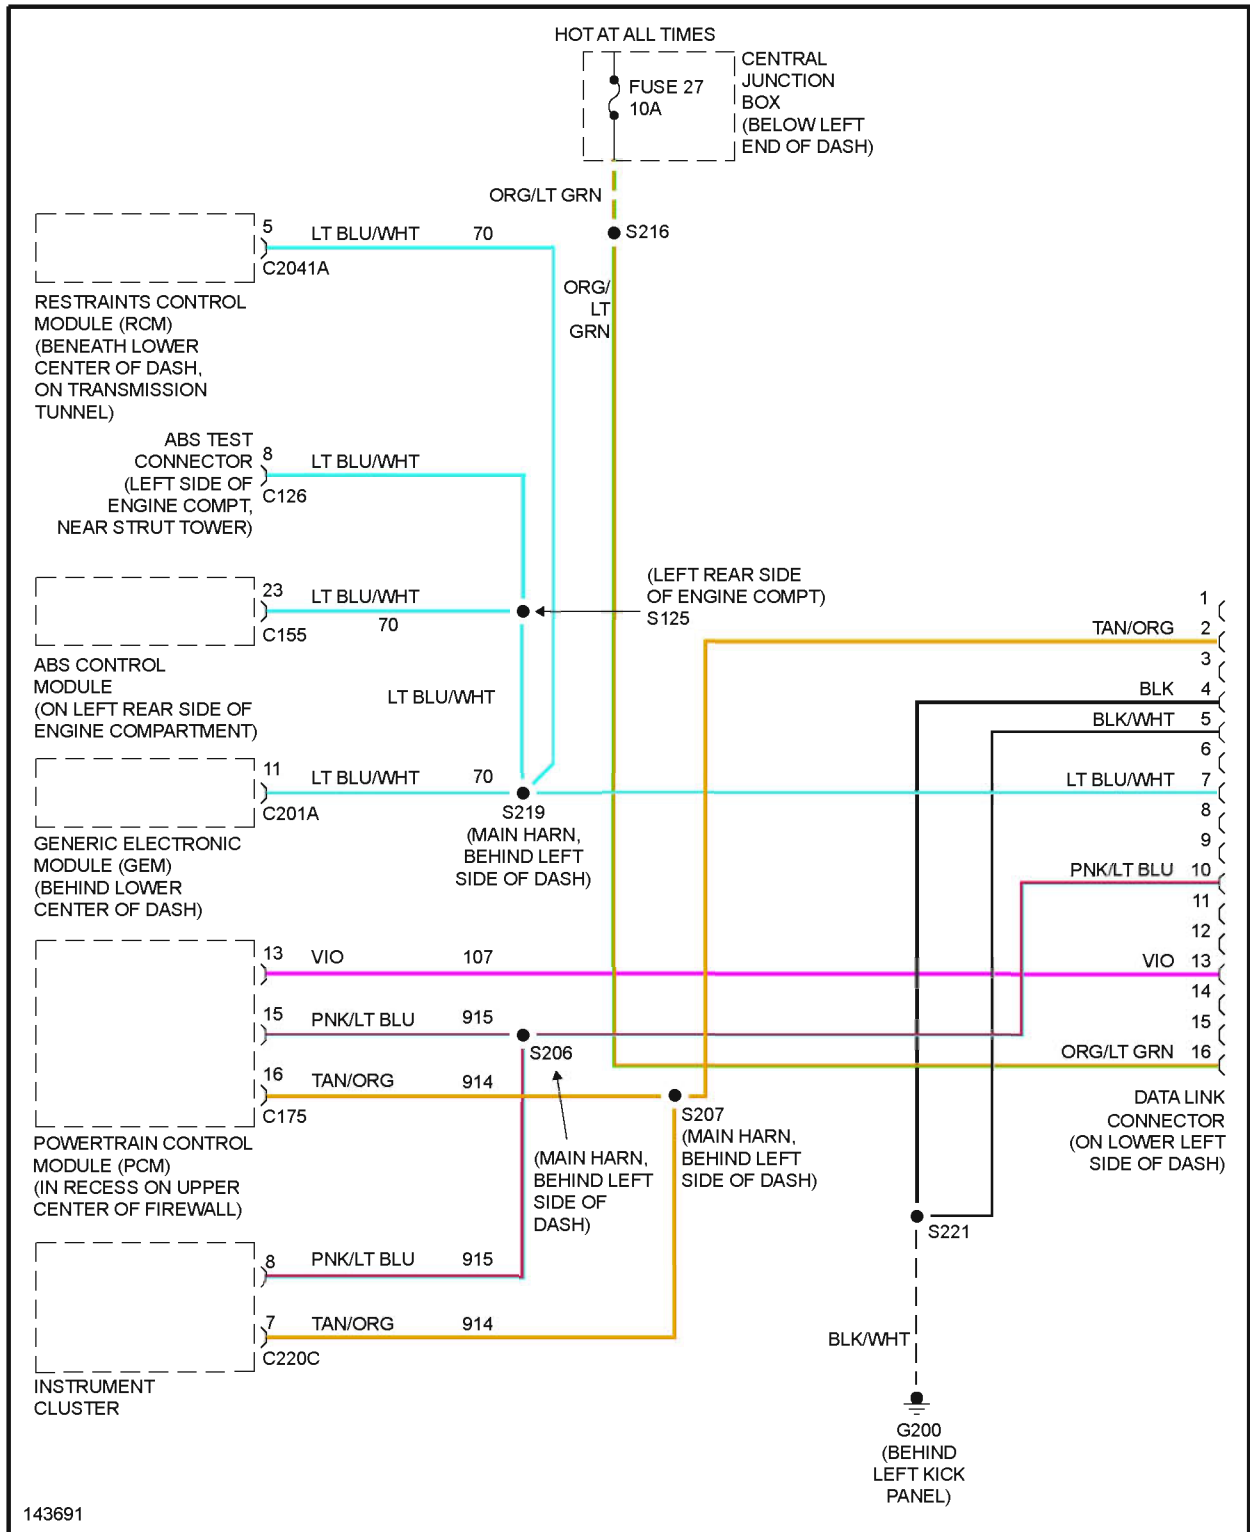 HOT AT ALL TIMES
FUSE 27
10A
CENTRAL
JUNCTION
BOX
(BELOW LEFT
END OF DASH)
ORG/LT GRN
S216
ORG/
LT
GRN
5
LT BLU/WHT 70
C2041A
RESTRAINTS CONTROL
MODULE (RCM)
(BENEATH LOWER
CENTER OF DASH,
ON TRANSMISSION
TUNNEL)
ABS TEST
CONNECTOR
(LEFT SIDE OF
ENGINE COMPT,
NEAR STRUT TOWER)
8
LT BLU/WHT
C126
23
LT BLU/WHT
70
C155
ABS CONTROL
MODULE
(ON LEFT REAR SIDE OF
ENGINE COMPARTMENT)
(LEFT REAR SIDE
OF ENGINE COMPT)
S125
LT BLU/WHT
11
LT BLU/WHT 70
C201A
GENERIC ELECTRONIC
MODULE (GEM)
(BEHIND LOWER
CENTER OF DASH)
S219
(MAIN HARN,
BEHIND LEFT
SIDE OF DASH)
13 VIO 107
15 PNK/LT BLU 915
16 TAN/ORG 914
C175
POWERTRAIN CONTROL
MODULE (PCM)
(IN RECESS ON UPPER
CENTER OF FIREWALL)
S206
(MAIN HARN,
BEHIND LEFT
SIDE OF
DASH)
S207
(MAIN HARN,
BEHIND LEFT
SIDE OF DASH)
8 PNK/LT BLU 915
7 TAN/ORG 914
C220C
INSTRUMENT
CLUSTER
1
TAN/ORG 2
3
BLK 4
BLK/WHT 5
6
LT BLU/WHT 7
8
9
PNK/LT BLU 10
11
12
VIO 13
14
15
ORG/LT GRN 16
DATA LINK
CONNECTOR
(ON LOWER LEFT
SIDE OF DASH)
S221
BLK/WHT
G200
(BEHIND
LEFT KICK
PANEL)
143691